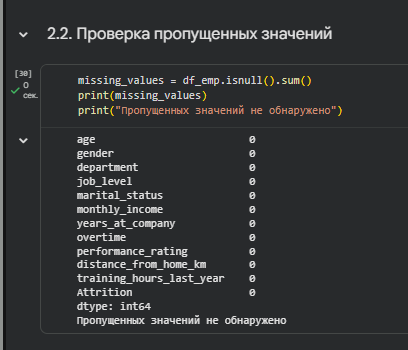 2.2. Проверка пропущенных значений
[30]
0
сек.
missing_values = df_emp.isnull().sum()
print(missing_values)
print("Пропущенных значений не обнаружено")
age 0
gender 0
department 0
job_level 0
marital_status 0
monthly_income 0
years_at_company 0
overtime 0
performance_rating 0
distance_from_home_km 0
training_hours_last_year 0
Attrition 0
dtype: int64
Пропущенных значений не обнаружено